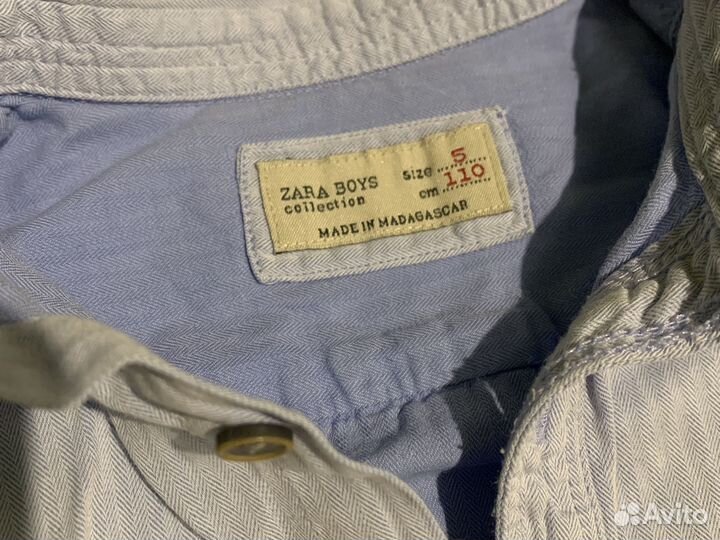 ZARA BOYS size 5
collection cm 110
MADE IN MADAGASCAR
Avito